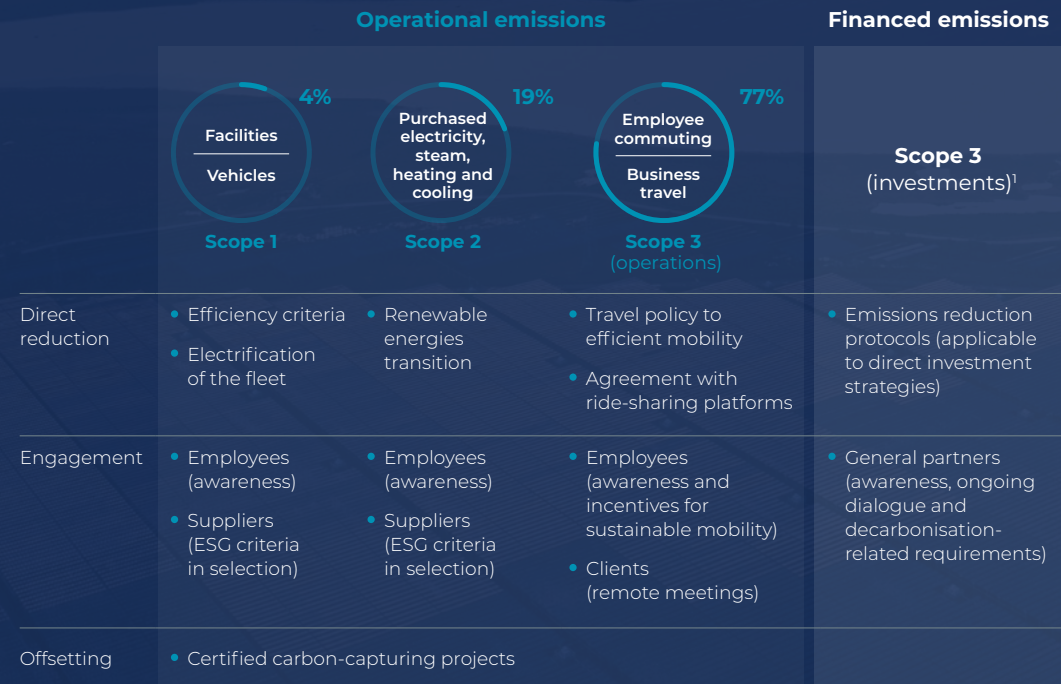 Operational emissions
Financed emissions
4%
Facilities
Vehicles
Scope 1
19%
Purchased
electricity,
steam,
heating and
cooling
Scope 2
77%
Employee
commuting
Business
travel
Scope 3
(operations)
Scope 3
(investments)¹
Direct
reduction
• Efficiency criteria
• Electrification
of the fleet
• Renewable
energies
transition
• Travel policy to
efficient mobility
• Agreement with
ride-sharing platforms
• Emissions reduction
protocols (applicable
to direct investment
strategies)
Engagement
• Employees
(awareness)
• Suppliers
(ESG criteria
in selection)
• Employees
(awareness)
• Suppliers
(ESG criteria
in selection)
• Employees
(awareness and
incentives for
sustainable mobility)
• Clients
(remote meetings)
• General partners
(awareness, ongoing
dialogue and
decarbonisation-
related requirements)
Offsetting
• Certified carbon-capturing projects